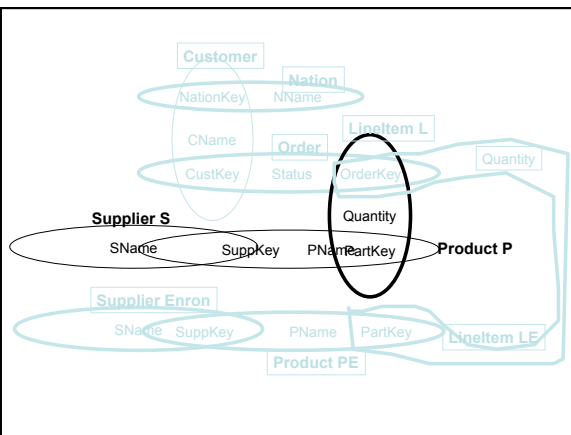 Customer
Nation
NationKey NName
LineItem L
CName
Order
Quantity
CustKey Status OrderKey
Quantity
Supplier S
SName SuppKey PName PartKey Product P
Supplier Enron
SName SuppKey PName PartKey LineItem LE
Product PE